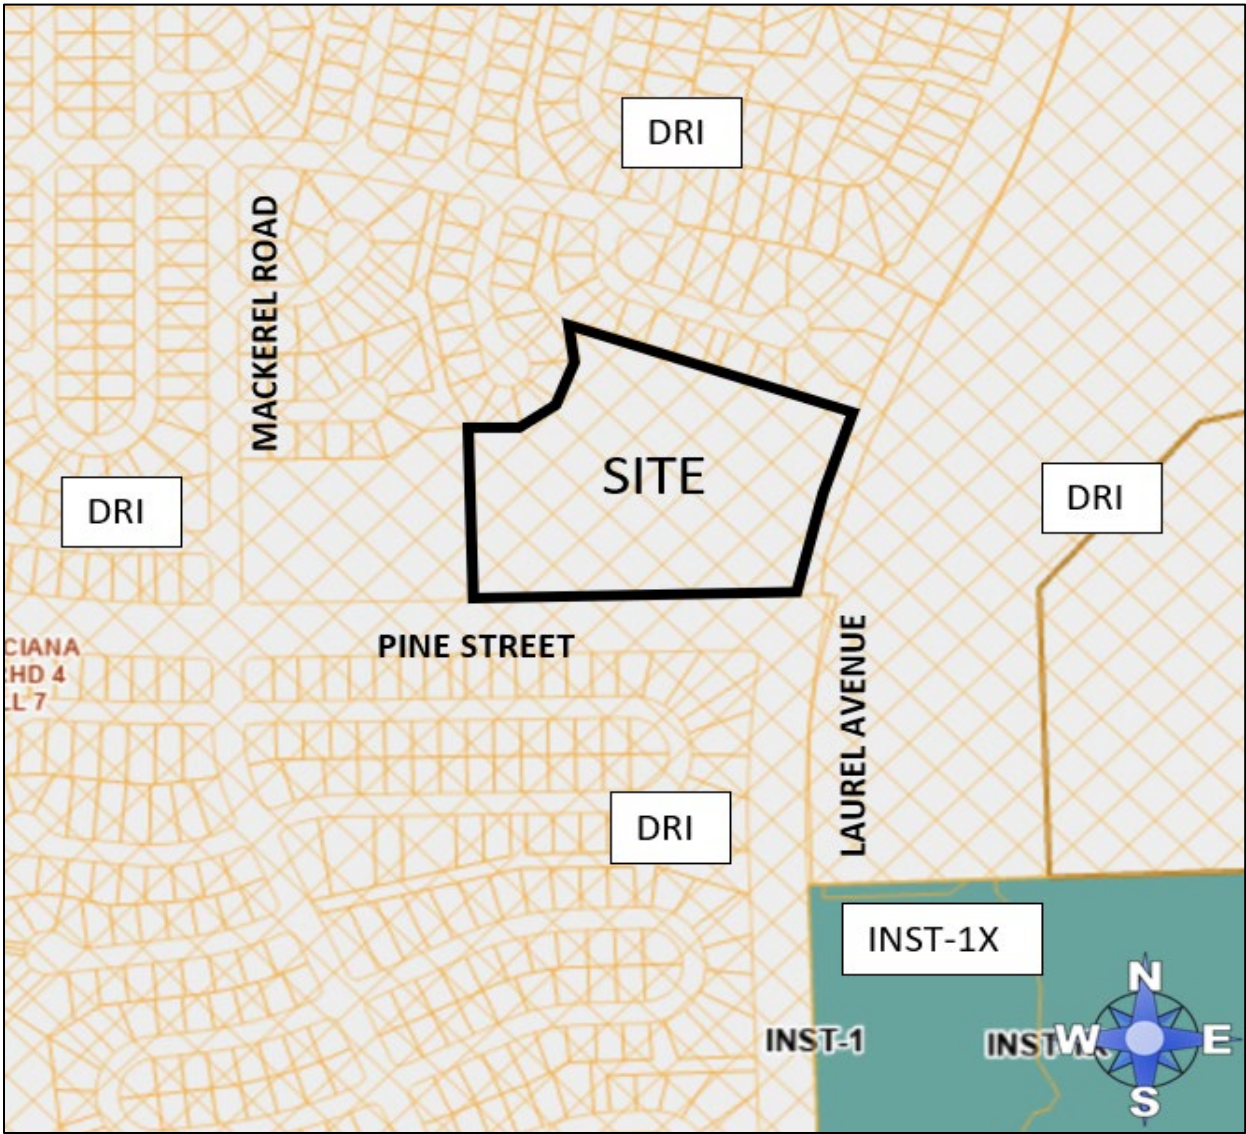 DRI
MACKEREL ROAD
SITE
DRI
DRI
PINE STREET
CIANA
HD 4
LL 7
LAUREL AVENUE
DRI
INST-1X
INST-1
N
W
E
S